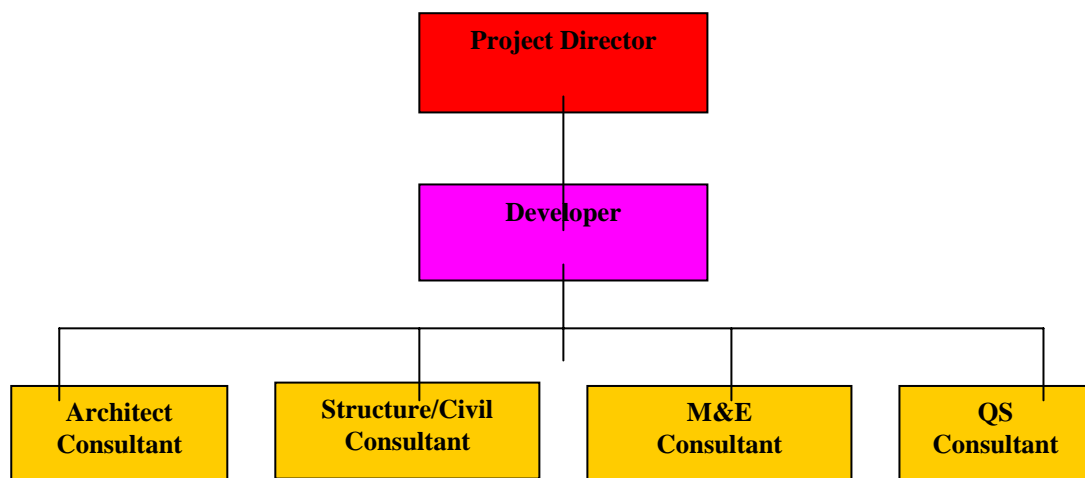 Project Director
Developer
Architect
Consultant
Structure/Civil
Consultant
M&E
Consultant
QS
Consultant